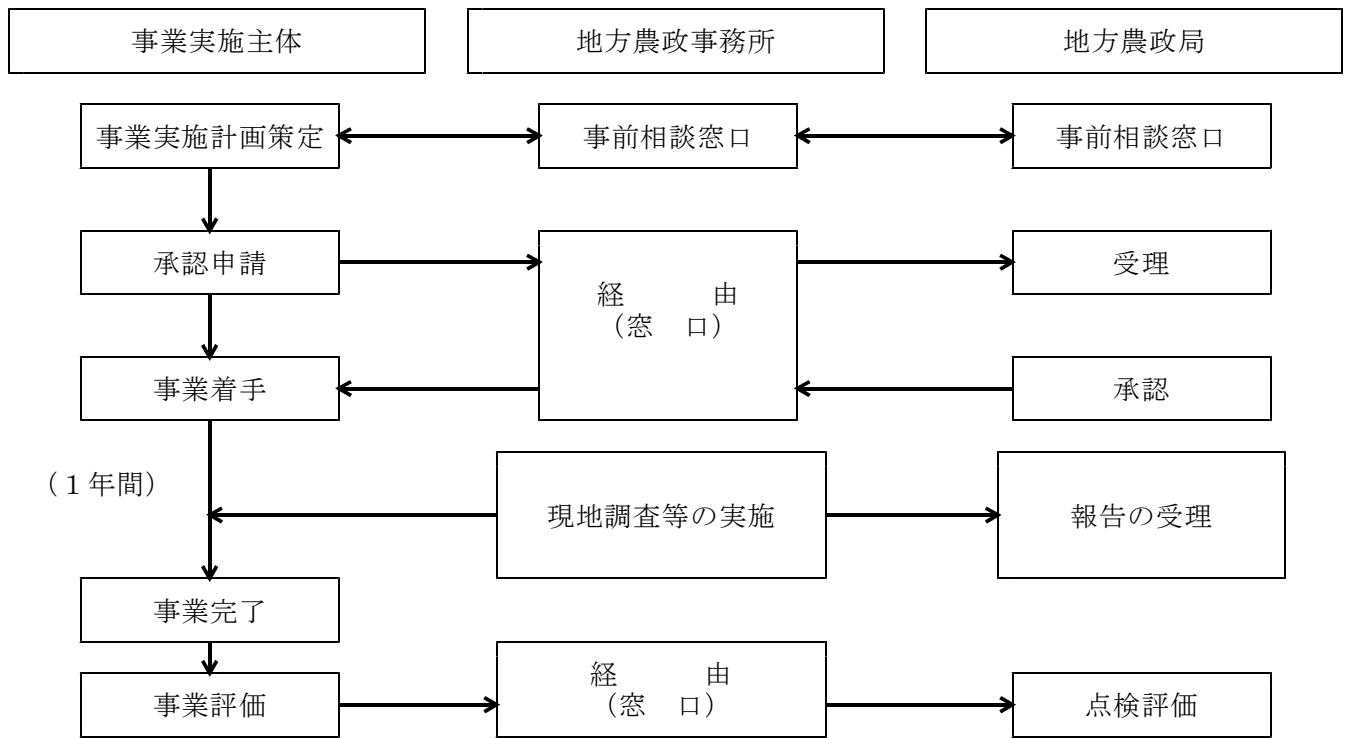 事業実施主体
地方農政事務所
地方農政局
事業実施計画策定
事前相談窓口
事前相談窓口
承認申請
経　　　由
（窓　口）
受理
事業着手
承認
（１年間）
現地調査等の実施
報告の受理
事業完了
事業評価
経　　　由
（窓　口）
点検評価